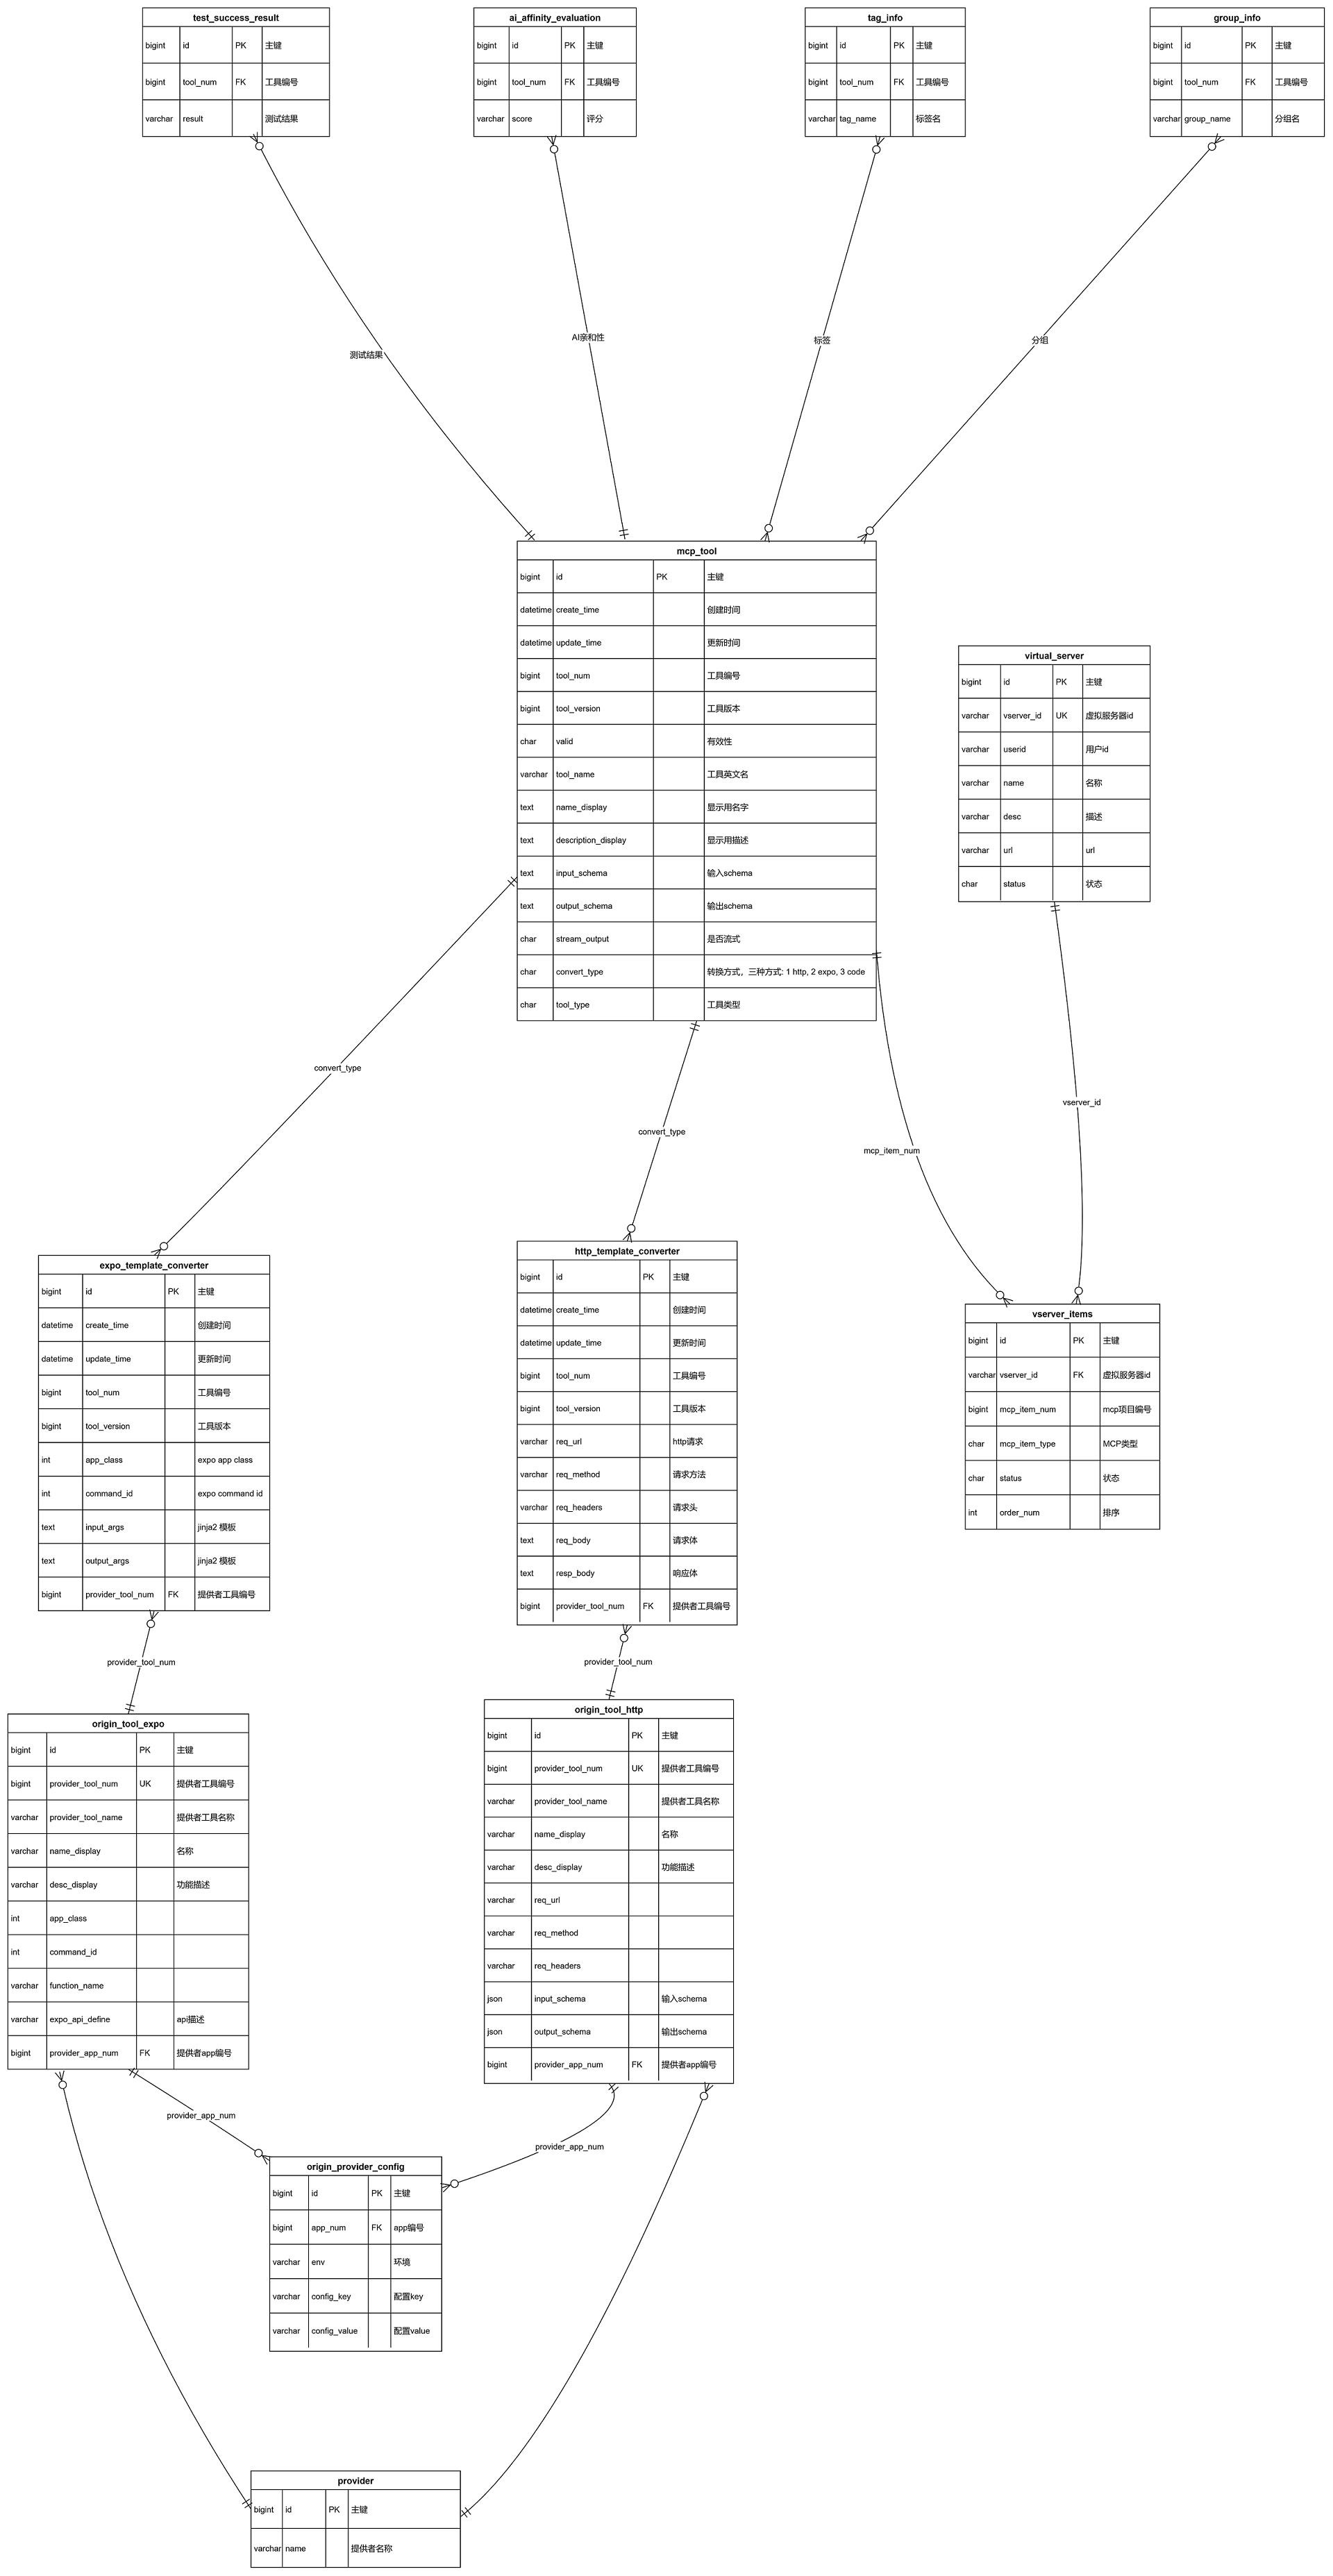 test_success_result
bigint id PK 主键
bigint tool_num FK 工具编号
varchar result 测试结果
ai_affinity_evaluation
bigint id PK 主键
bigint tool_num FK 工具编号
varchar score 评分
tag_info
bigint id PK 主键
bigint tool_num FK 工具编号
varchar tag_name 标签名
group_info
bigint id PK 主键
bigint tool_num FK 工具编号
varchar group_name 分组名
测试结果
AI亲和性
标签
分组
mcp_tool
bigint id PK 主键
datetime create_time 创建时间
datetime update_time 更新时间
bigint tool_num 工具编号
bigint tool_version 工具版本
char valid 有效性
varchar tool_name 工具英文名
text name_display 显示用名字
text description_display 显示用描述
text input_schema 输入schema
text output_schema 输出schema
char stream_output 是否流式
char convert_type 转换方式，三种方式: 1 http, 2 expo, 3 code
char tool_type 工具类型
virtual_server
bigint id PK 主键
varchar vserver_id UK 虚拟服务器id
varchar userid 用户id
varchar name 名称
varchar desc 描述
varchar url url
char status 状态
convert_type
convert_type
mcp_item_num
vserver_id
expo_template_converter
bigint id PK 主键
datetime create_time 创建时间
datetime update_time 更新时间
bigint tool_num 工具编号
bigint tool_version 工具版本
int app_class expo app class
int command_id expo command id
text input_args jinja2 模板
text output_args jinja2 模板
bigint provider_tool_num FK 提供者工具编号
http_template_converter
bigint id PK 主键
datetime create_time 创建时间
datetime update_time 更新时间
bigint tool_num 工具编号
bigint tool_version 工具版本
varchar req_url http请求
varchar req_method 请求方法
varchar req_headers 请求头
text req_body 请求体
text resp_body 响应体
bigint provider_tool_num FK 提供者工具编号
vserver_items
bigint id PK 主键
varchar vserver_id FK 虚拟服务器id
bigint mcp_item_num mcp项目编号
char mcp_item_type MCP类型
char status 状态
int order_num 排序
provider_tool_num
provider_tool_num
origin_tool_expo
bigint id PK 主键
bigint provider_tool_num UK 提供者工具编号
varchar provider_tool_name 提供者工具名称
varchar name_display 名称
varchar desc_display 功能描述
int app_class
int command_id
varchar function_name
varchar expo_api_define api描述
bigint provider_app_num FK 提供者app编号
origin_tool_http
bigint id PK 主键
bigint provider_tool_num UK 提供者工具编号
varchar provider_tool_name 提供者工具名称
varchar name_display 名称
varchar desc_display 功能描述
varchar req_url
varchar req_method
varchar req_headers
json input_schema 输入schema
json output_schema 输出schema
bigint provider_app_num FK 提供者app编号
provider_app_num
provider_app_num
origin_provider_config
bigint id PK 主键
bigint app_num FK app编号
varchar env 环境
varchar config_key 配置key
varchar config_value 配置value
provider
bigint id PK 主键
varchar name 提供者名称